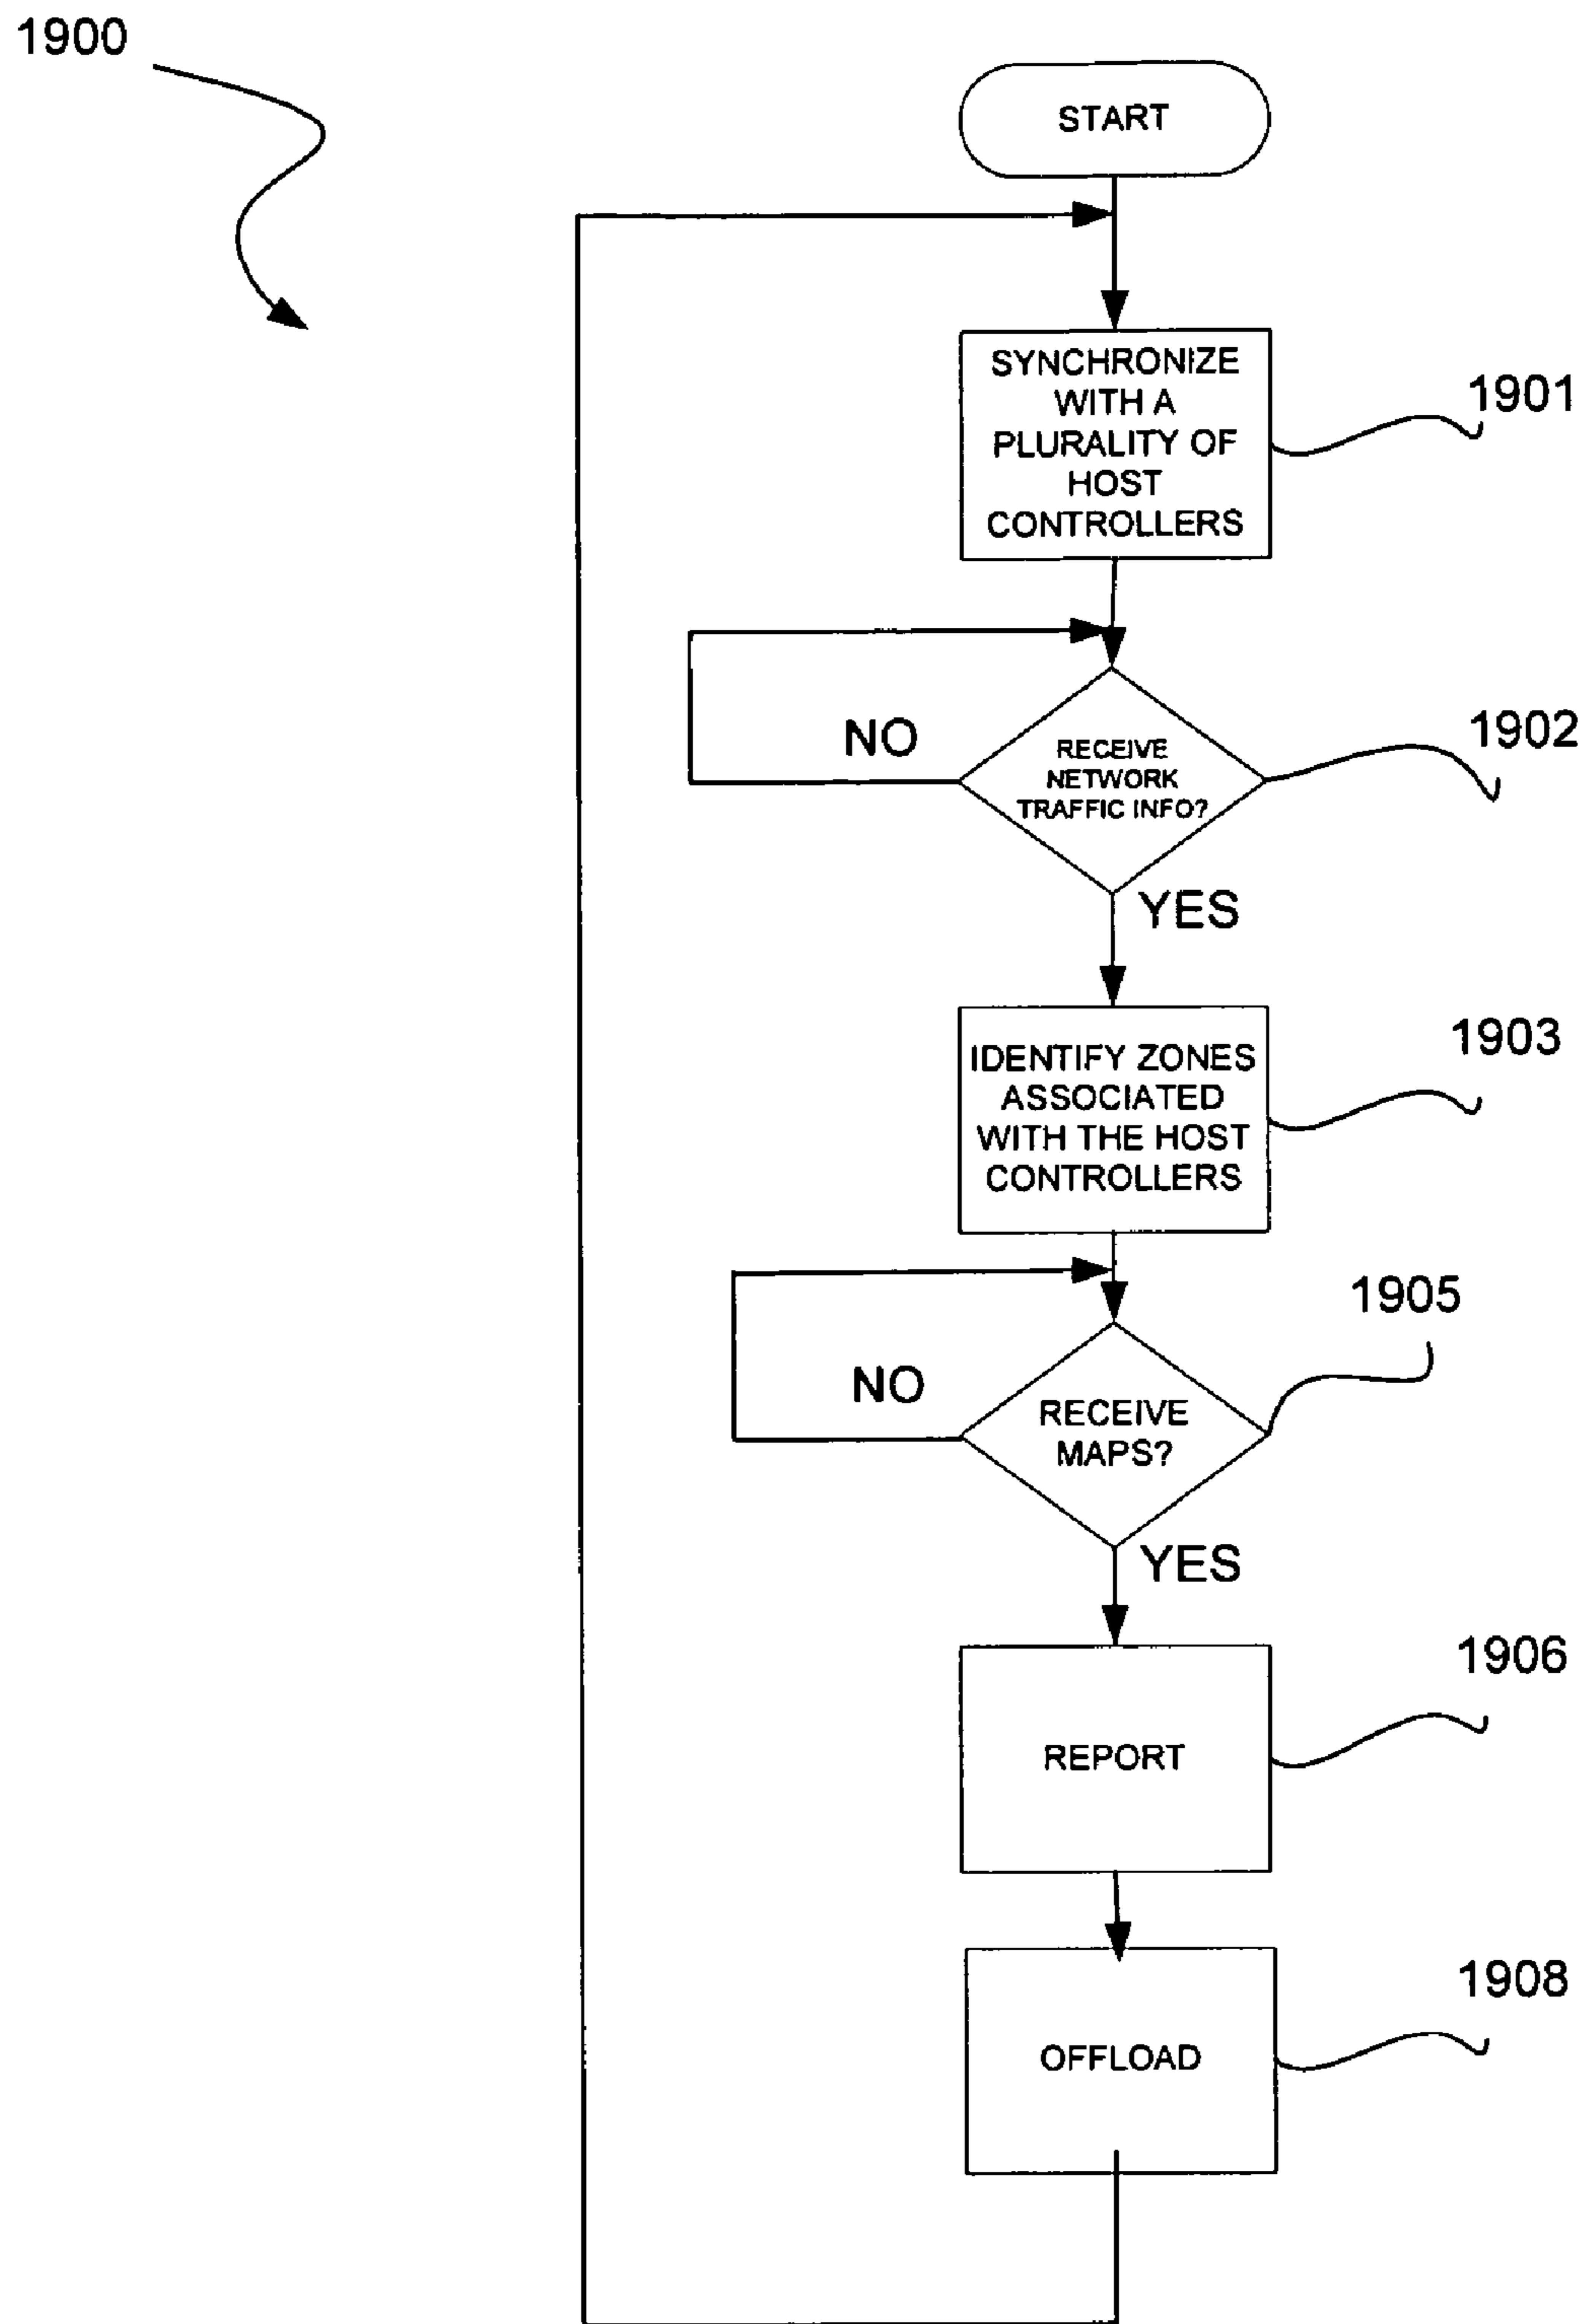 1900
START
SYNCHRONIZE
WITH A
PLURALITY OF
HOST
CONTROLLERS
1901
NO
RECEIVE
NETWORK
TRAFFIC INFO?
1902
YES
IDENTIFY ZONES
ASSOCIATED
WITH THE HOST
CONTROLLERS
1903
NO
RECEIVE
MAPS?
1905
YES
REPORT
1906
OFFLOAD
1908